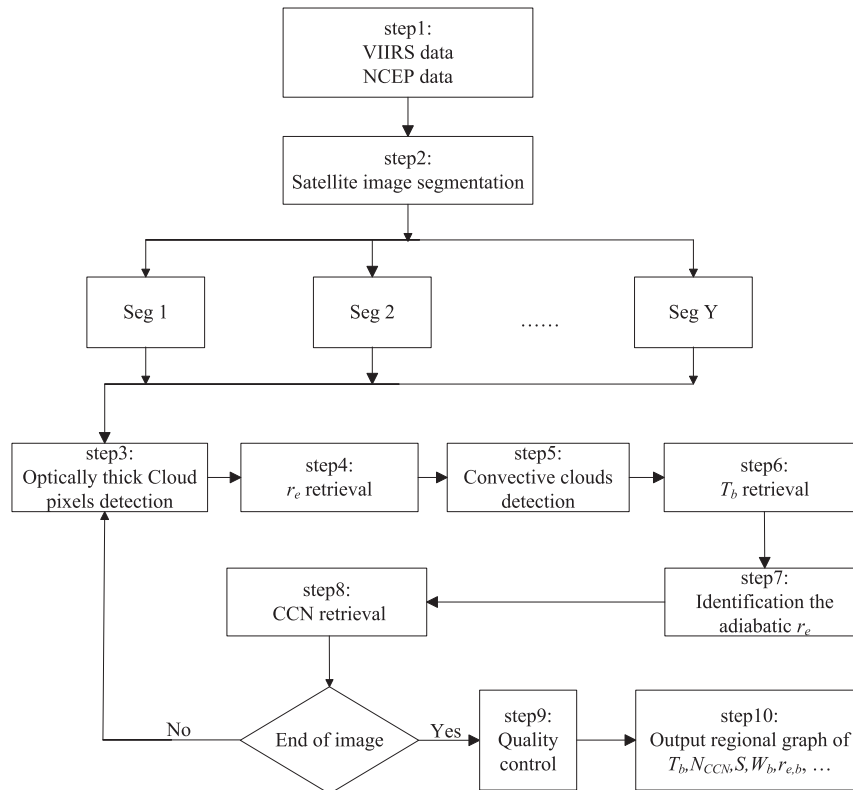 step1:
VIIRS data
NCEP data
step2:
Satellite image segmentation
Seg 1
Seg 2
……
Seg Y
step3:
Optically thick Cloud
pixels detection
step4:
re retrieval
step5:
Convective clouds
detection
step6:
Tb retrieval
step7:
Identification the
adiabatic re
step8:
CCN retrieval
End of image
No
Yes
step9:
Quality
control
step10:
Output regional graph of
Tb,NCCN,S,Wb,re,b, …